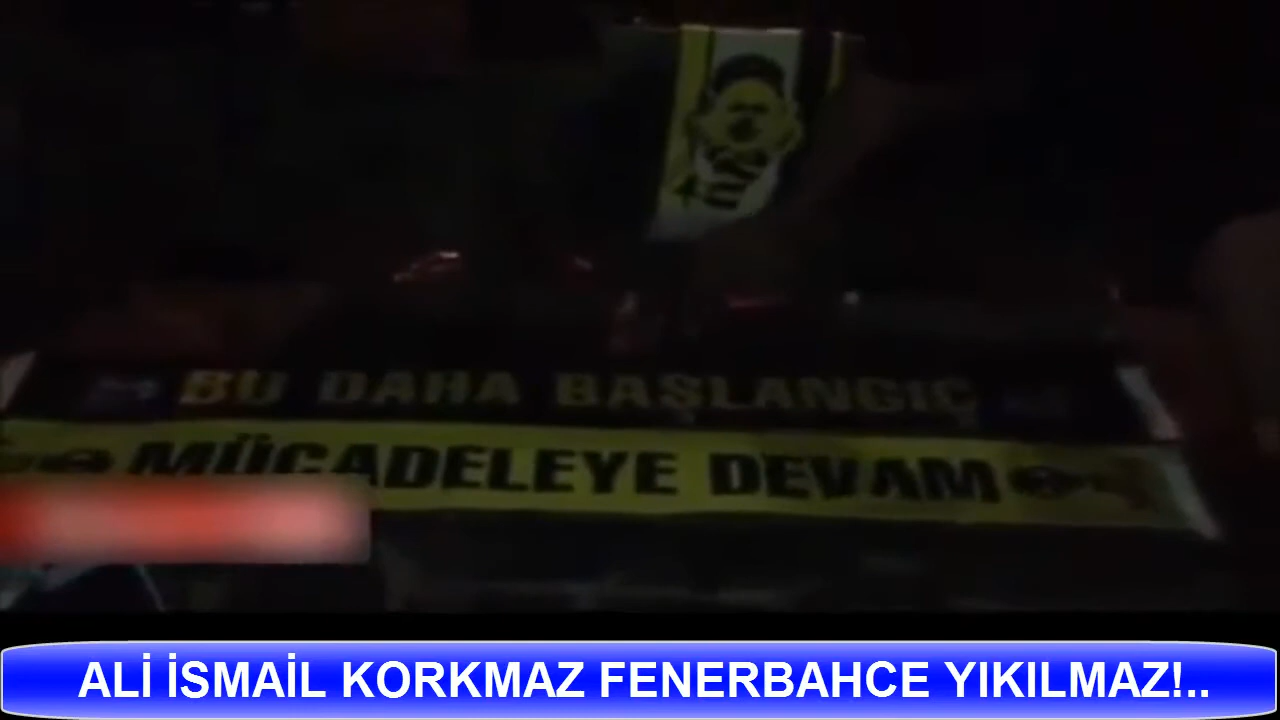 BU DAHA BAŞLANGIÇ
MÜCADELEYE DEVAM
ALİ İSMAİL KORKMAZ FENERBAHCE YIKILMAZ!..